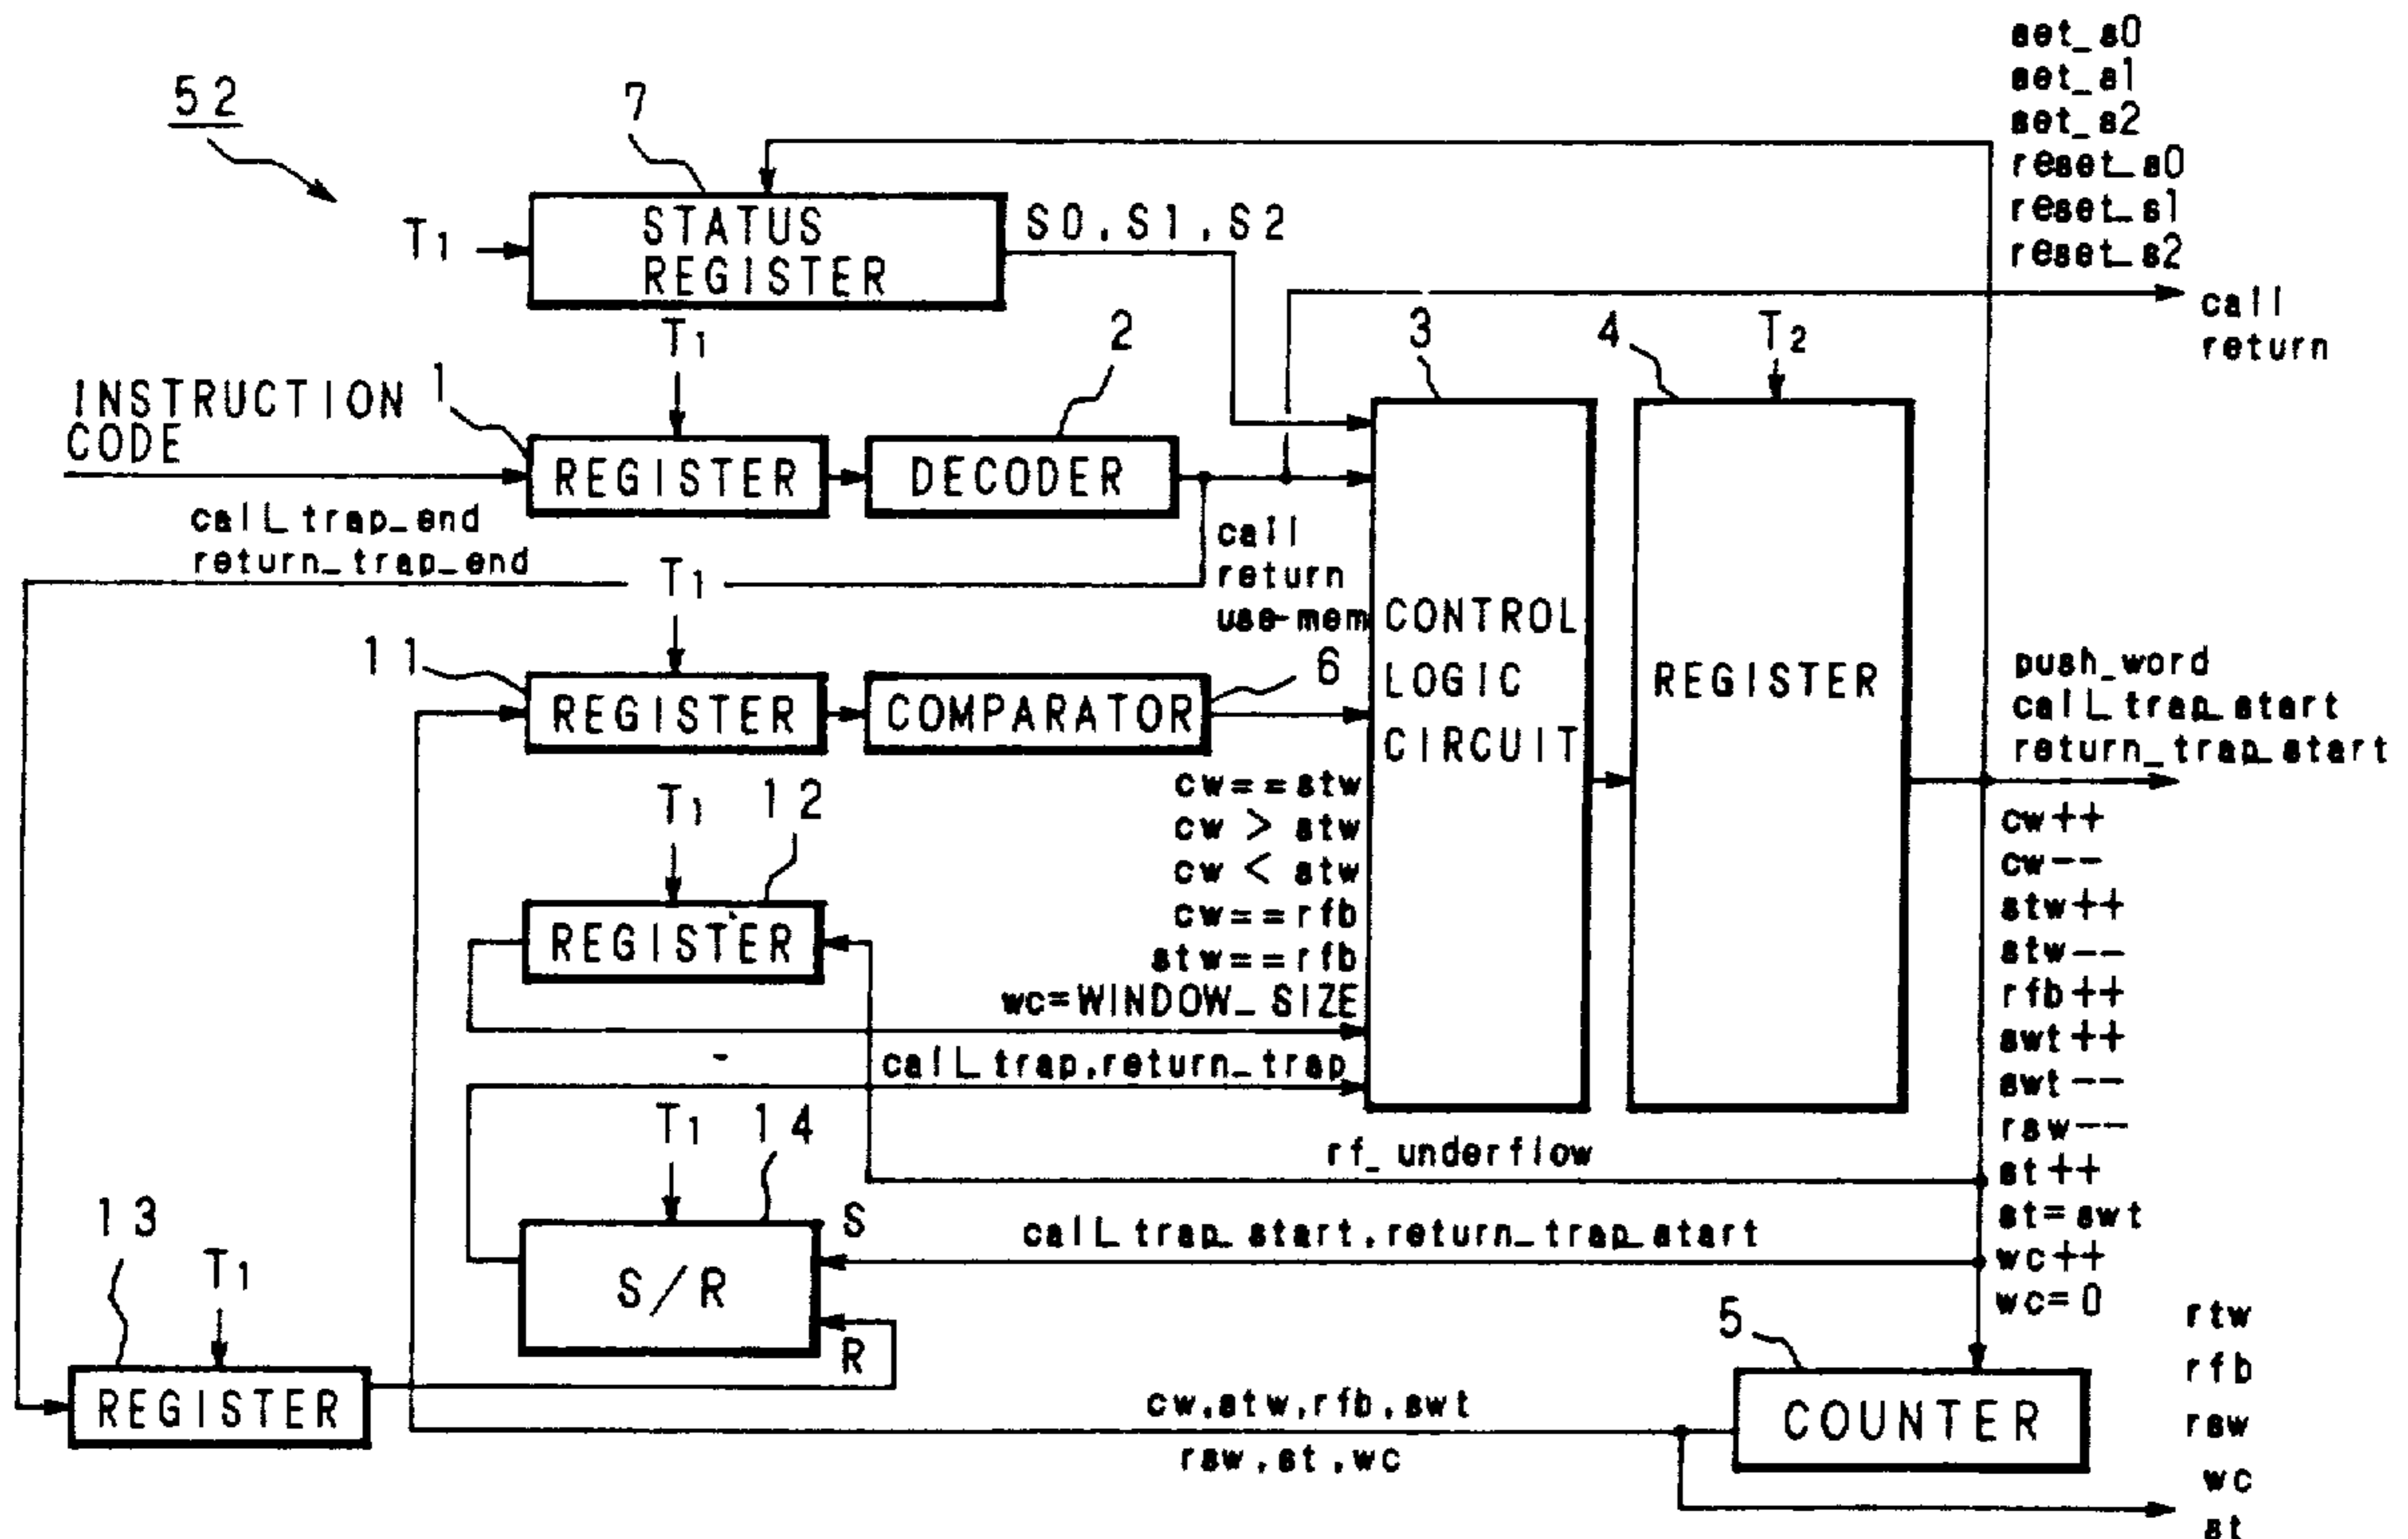 52
7
set_s0
set_s1
set_s2
reset_s0
reset_s1
reset_s2
T1
STATUS
REGISTER
S0,S1,S2
call
return
T1
2
3
4
T2
INSTRUCTION
CODE
1
REGISTER
DECODER
call_trap_end
return_trap_end
call
return
use-mem
T1
11
REGISTER
COMPARATOR
6
CONTROL
LOGIC
CIRCUIT
REGISTER
push_word
call_trap_start
return_trap_start
cw==stw
cw > stw
cw < stw
cw==rfb
stw==rfb
wc=WINDOW_SIZE
T1
12
REGISTER
cw++
cw--
stw++
stw--
rfb++
swt++
swt--
rsw--
st++
st=swt
wc++
wc=0
call_trap,return_trap
T1
14
rf_underflow
S
call_trap_start,return_trap_start
S/R
R
13
T1
REGISTER
5
COUNTER
cw,stw,rfb,swt
rsw,st,wc
rtw
rfb
rsw
wc
st